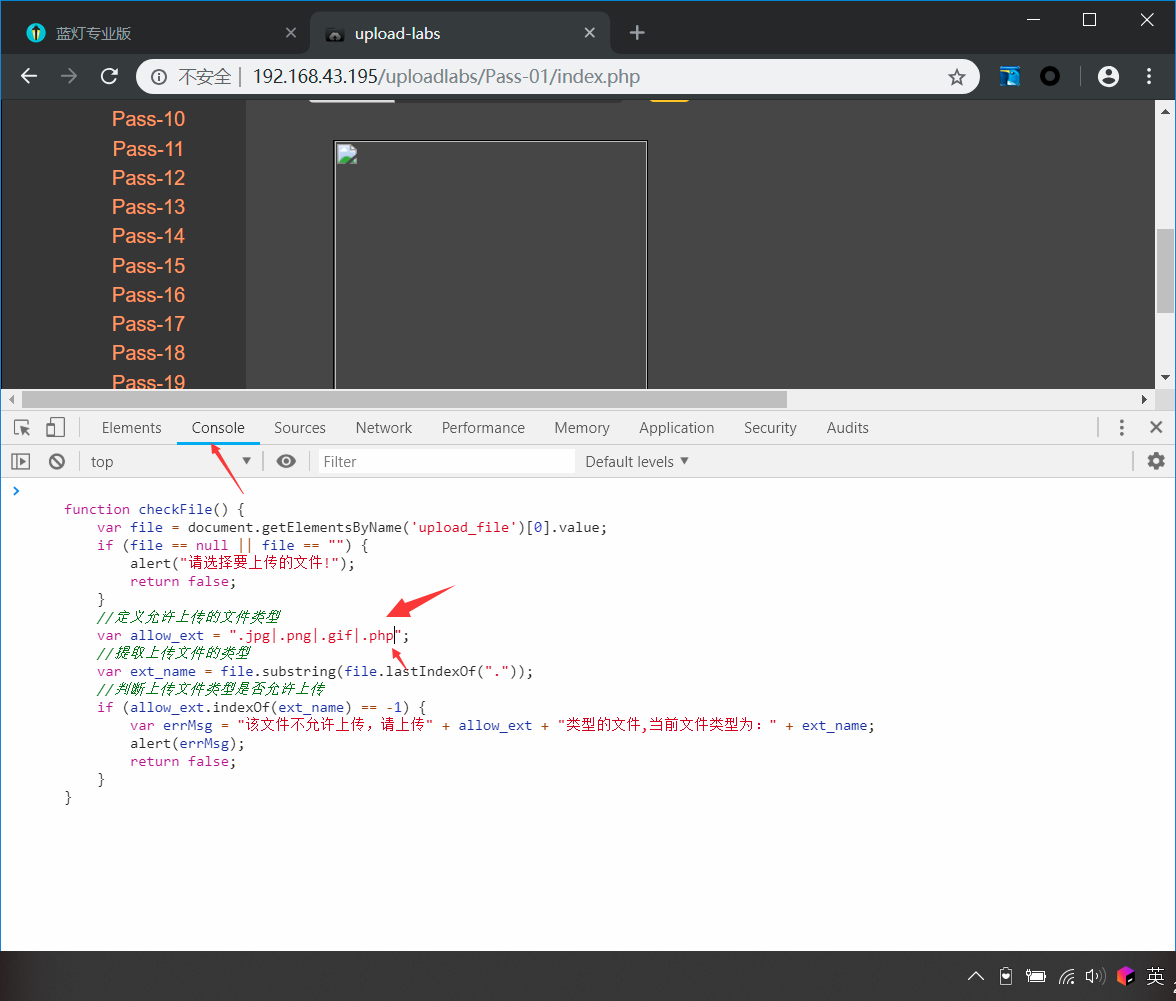 蓝灯专业版
upload-labs
不安全
192.168.43.195/uploadlabs/Pass-01/index.php
Pass-10
Pass-11
Pass-12
Pass-13
Pass-14
Pass-15
Pass-16
Pass-17
Pass-18
Pass-19
Elements Console Sources Network Performance Memory Application Security Audits
top Filter Default levels
function checkFile() {
var file = document.getElementsByName('upload_file')[0].value;
if (file == null || file == "") {
alert("请选择要上传的文件!");
return false;
}
//定义允许上传的文件类型
var allow_ext = ".jpg|.png|.gif|.php";
//提取上传文件的类型
var ext_name = file.substring(file.lastIndexOf("."));
//判断上传文件类型是否允许上传
if (allow_ext.indexOf(ext_name) == -1) {
var errMsg = "该文件不允许上传，请上传" + allow_ext + "类型的文件,当前文件类型为：" + ext_name;
alert(errMsg);
return false;
}
}
英